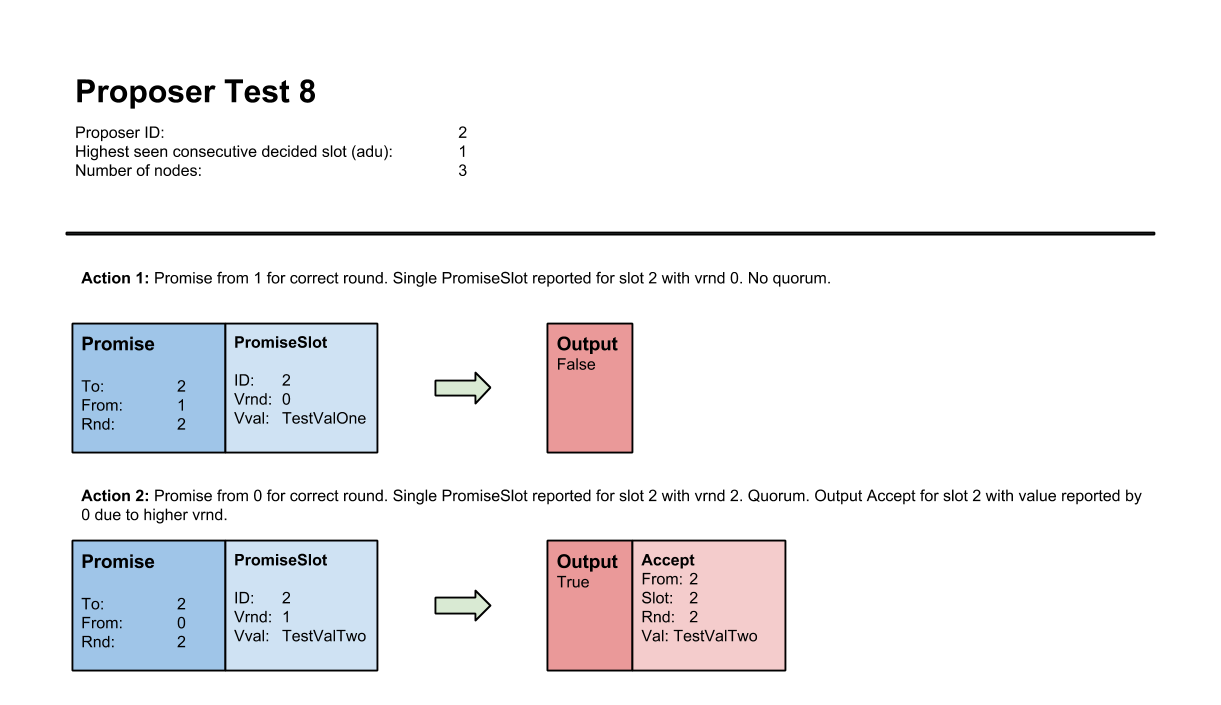 Proposer Test 8
Proposer ID: 2
Highest seen consecutive decided slot (adu): 1
Number of nodes: 3
Action 1: Promise from 1 for correct round. Single PromiseSlot reported for slot 2 with vrnd 0. No quorum.
Promise
To: 2
From: 1
Rnd: 2
PromiseSlot
ID: 2
Vrnd: 0
Vval: TestValOne
Output
False
Action 2: Promise from 0 for correct round. Single PromiseSlot reported for slot 2 with vrnd 2. Quorum. Output Accept for slot 2 with value reported by
0 due to higher vrnd.
Promise
To: 2
From: 0
Rnd: 2
PromiseSlot
ID: 2
Vrnd: 1
Vval: TestValTwo
Output
True
Accept
From: 2
Slot: 2
Rnd: 2
Val: TestValTwo